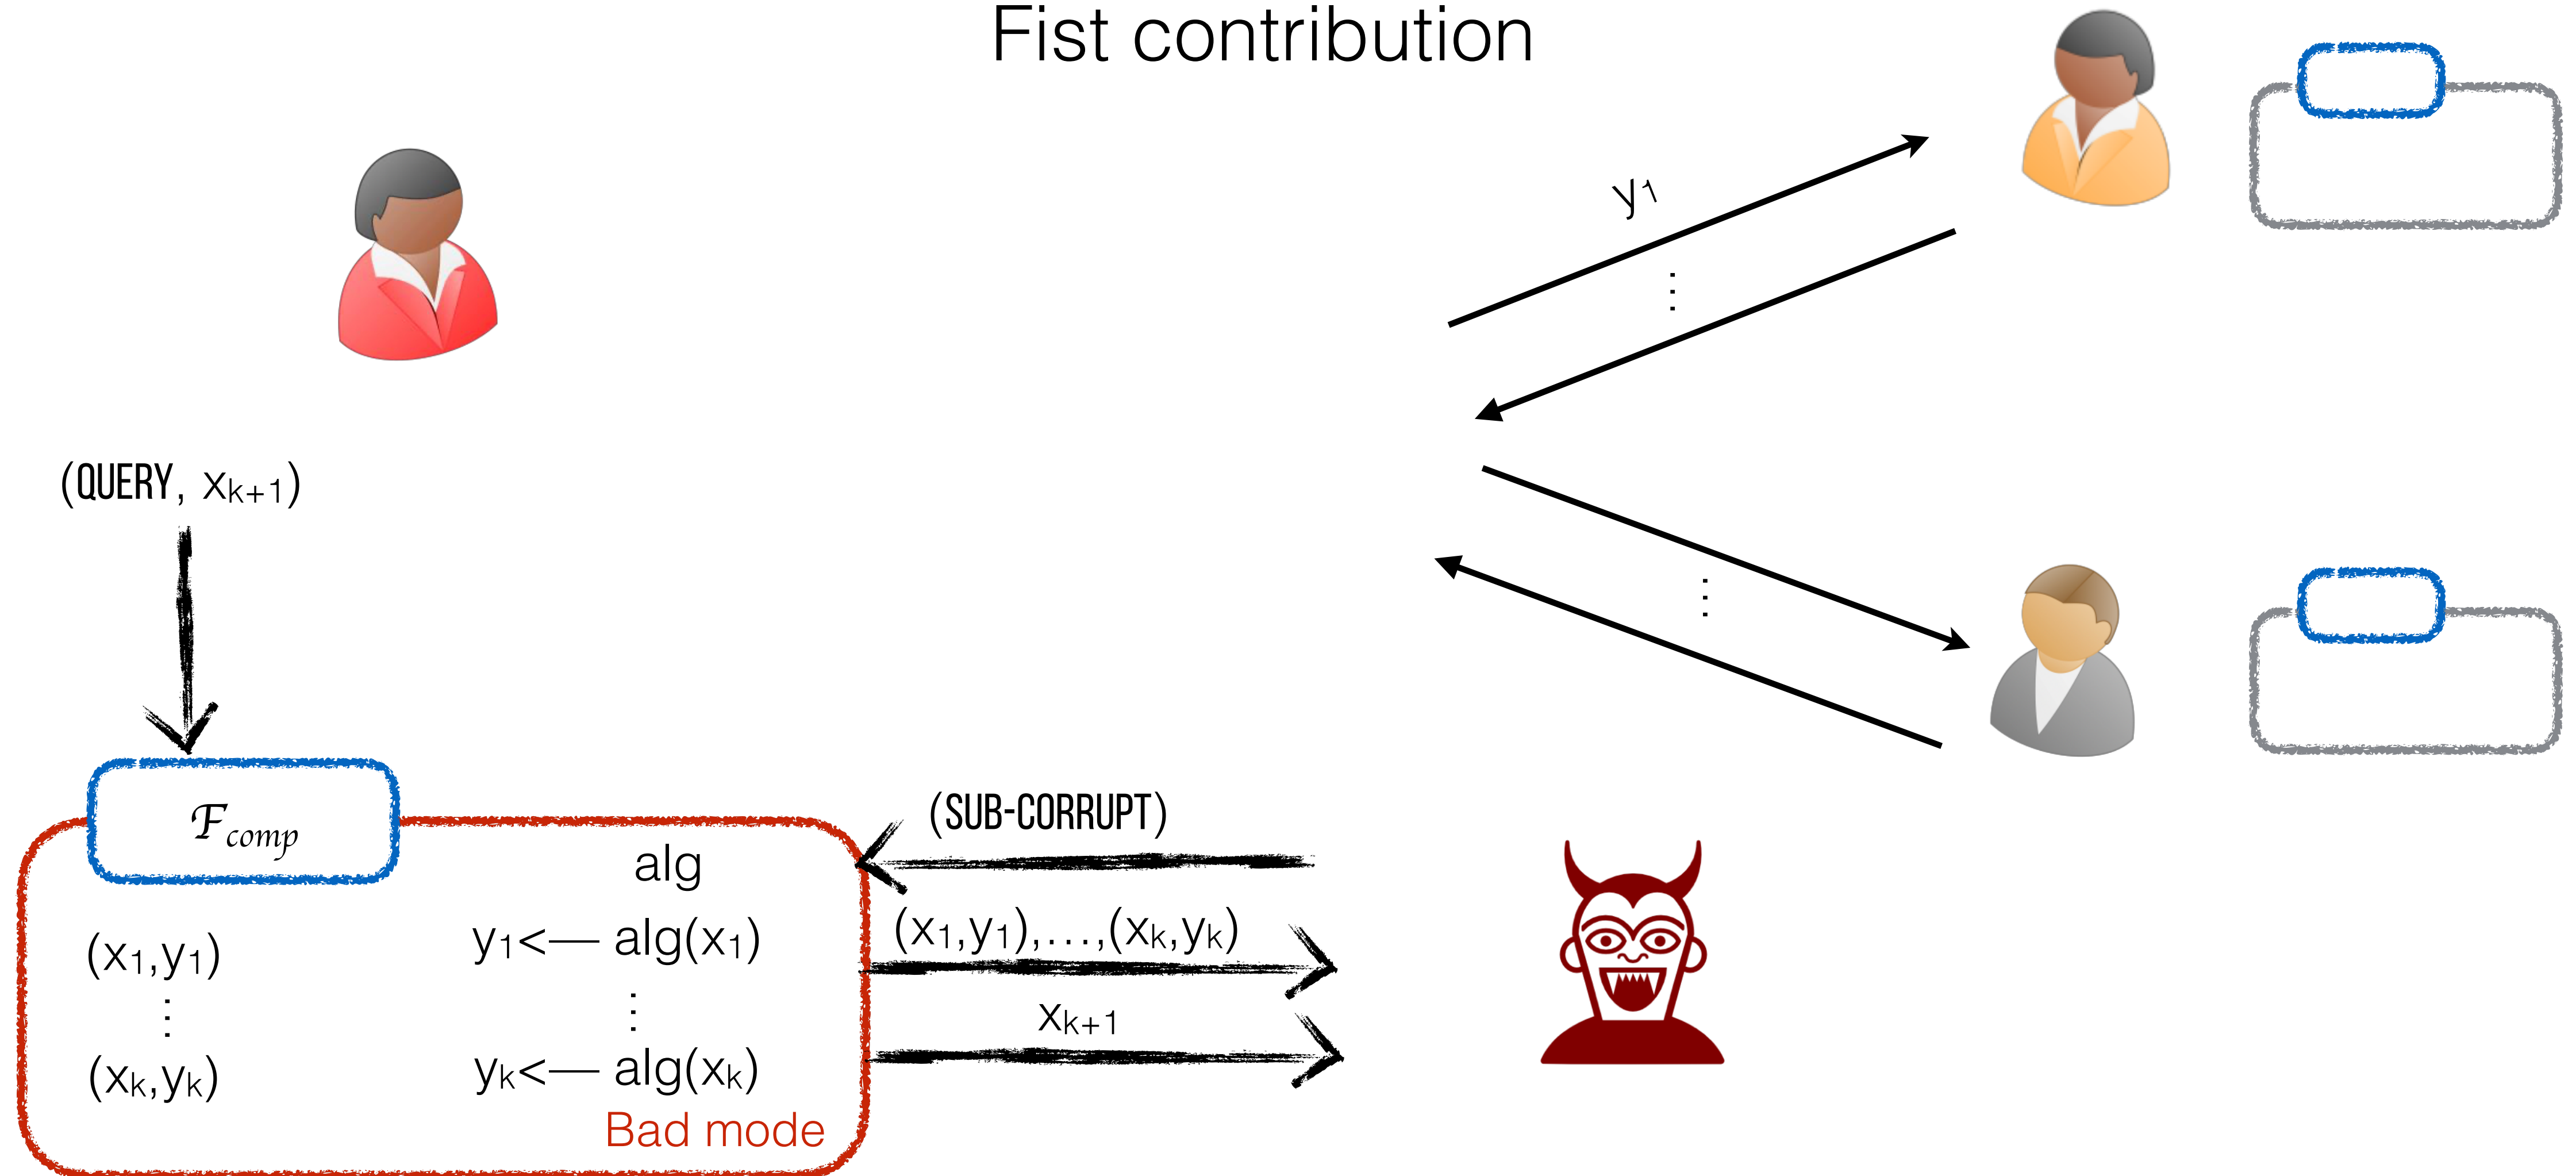 Fist contribution
y₁
⋮
(QUERY, xₖ₊₁)
⋮
ℱcomp
(SUB-CORRUPT)
alg
(x₁,y₁)
y₁<— alg(x₁)
(x₁,y₁),...,(xₖ,yₖ)
⋮
⋮
xₖ₊₁
(xₖ,yₖ)
yₖ<— alg(xₖ)
Bad mode